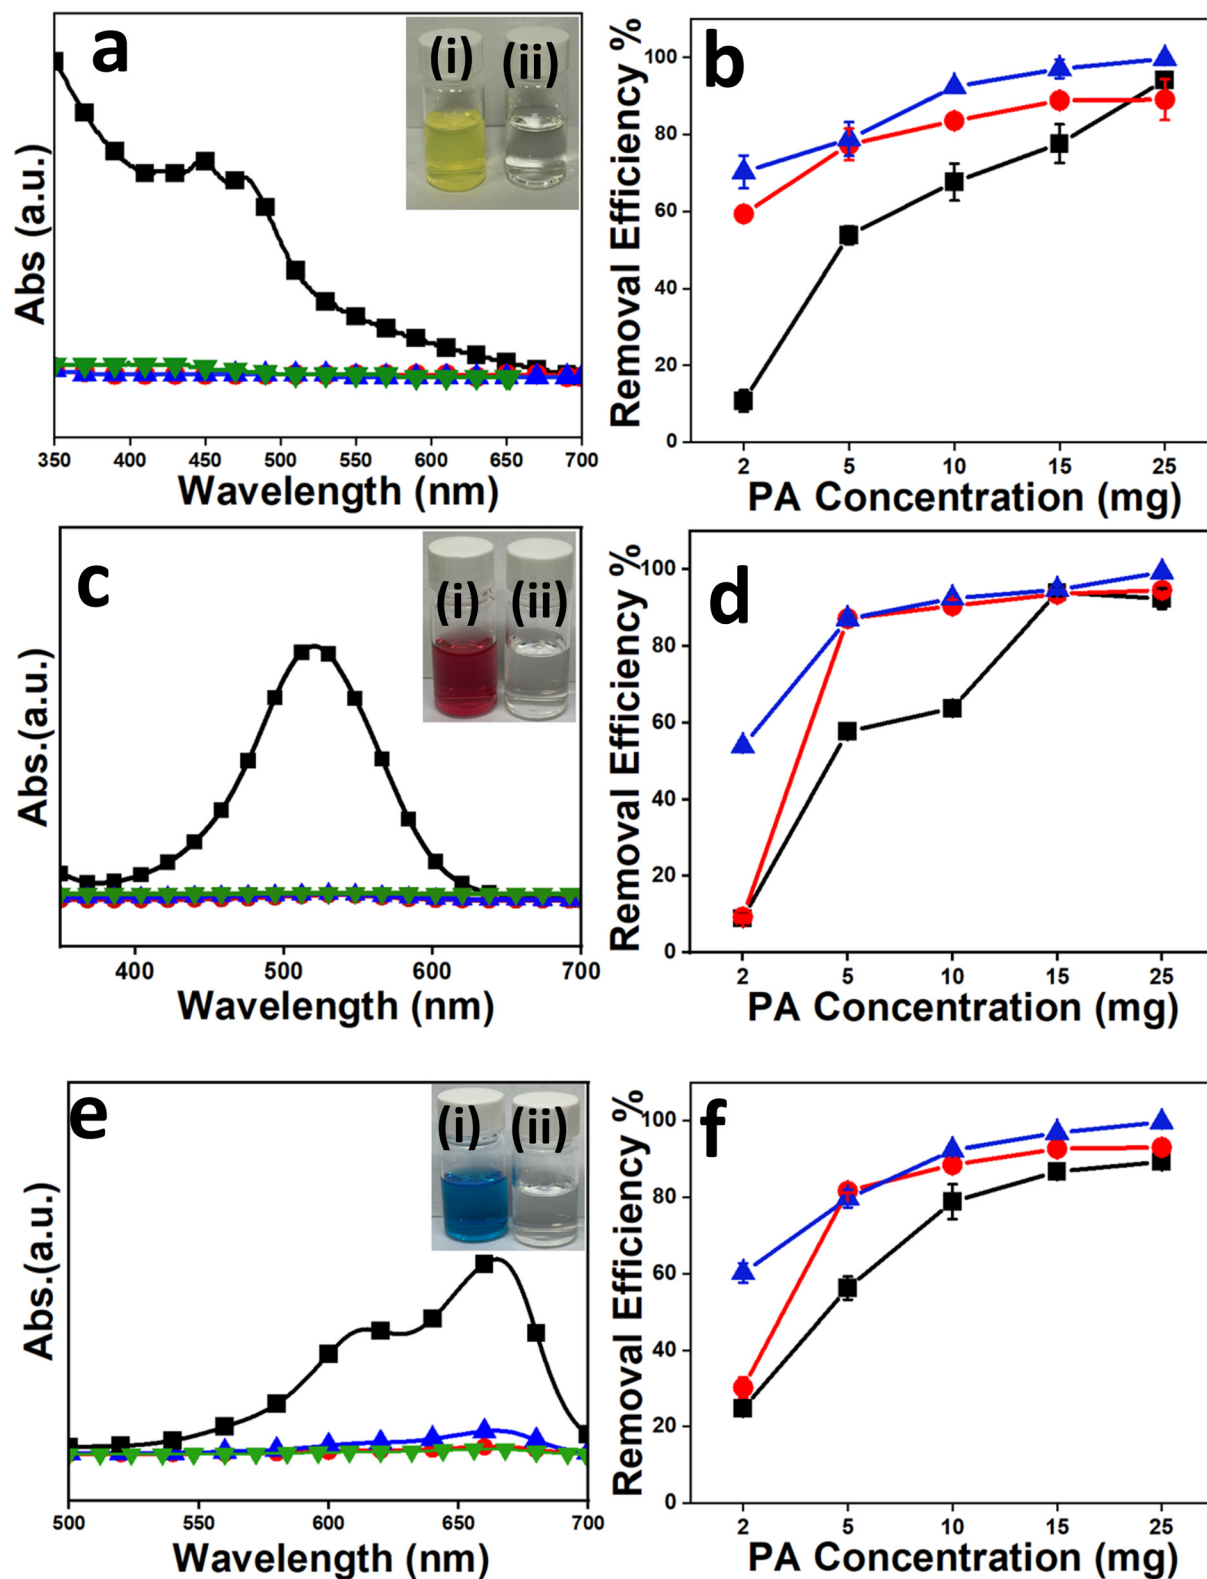 a
(i) (ii)
Abs (a.u.)
350 400 450 500 550 600 650 700
Wavelength (nm)
b
Removal Efficiency %
100
80
60
40
20
0
2 5 10 15 25
PA Concentration (mg)
c
(i) (ii)
Abs.(a.u.)
400 500 600 700
Wavelength (nm)
d
Removal Efficiency %
100
80
60
40
20
0
2 5 10 15 25
PA Concentration (mg)
e
(i) (ii)
Abs.(a.u.)
500 550 600 650 700
Wavelength (nm)
f
Removal Efficiency %
100
80
60
40
20
0
2 5 10 15 25
PA Concentration (mg)